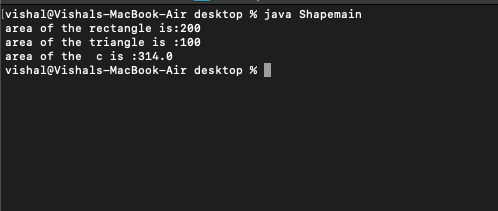 [vishal@Vishals-MacBook-Air desktop % java Shapemain
area of the rectangle is:200
area of the triangle is :100
area of the  c is :314.0
vishal@Vishals-MacBook-Air desktop %